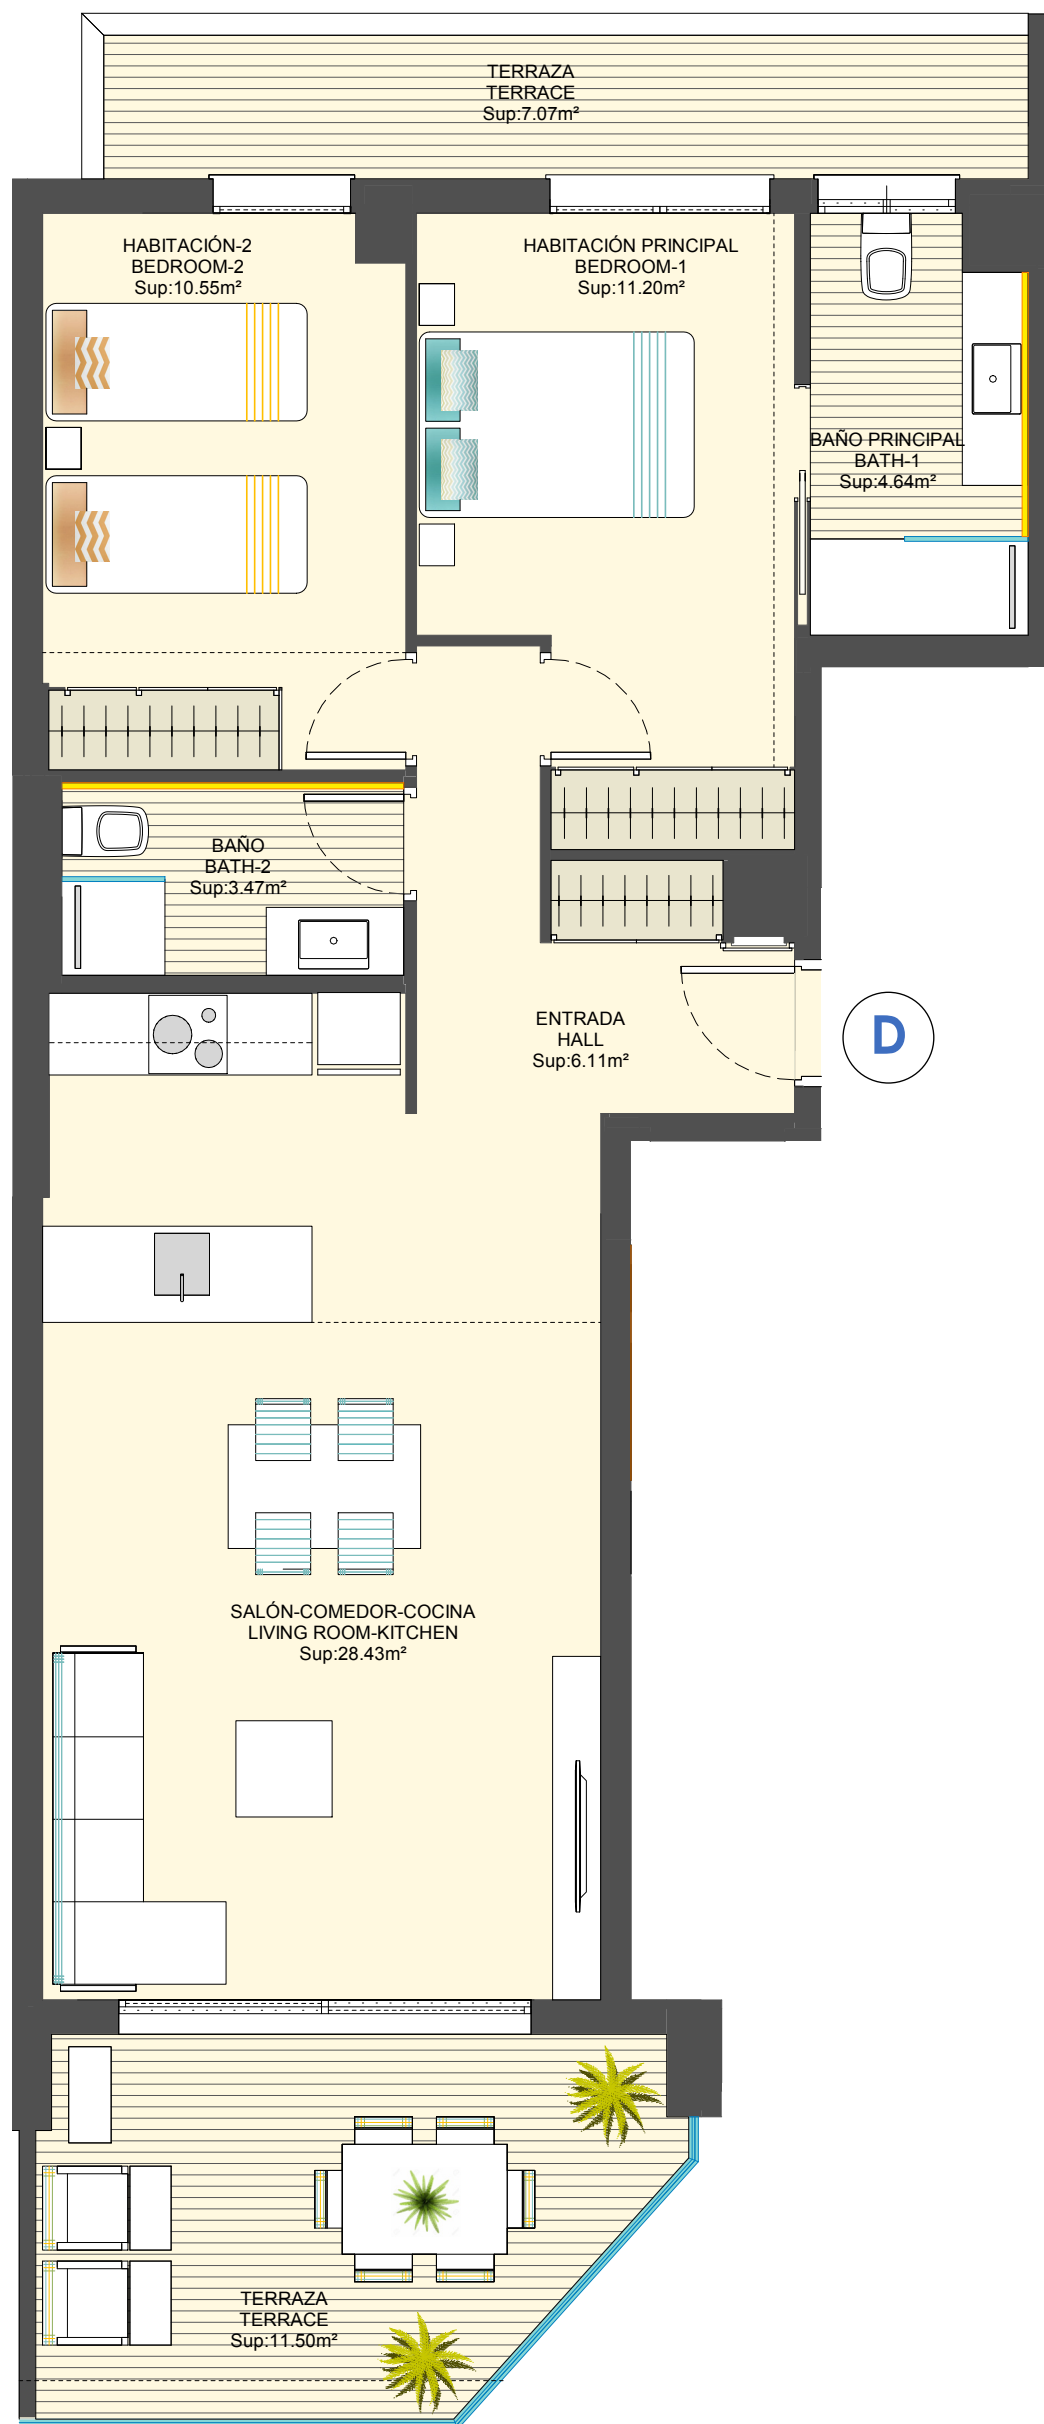 TERRAZA
TERRACE
Sup:7.07m²
HABITACIÓN-2
BEDROOM-2
Sup:10.55m²
HABITACIÓN PRINCIPAL
BEDROOM-1
Sup:11.20m²
BAÑO PRINCIPAL
BATH-1
Sup:4.64m²
BAÑO
BATH-2
Sup:3.47m²
ENTRADA
HALL
Sup:6.11m²
D
SALÓN-COMEDOR-COCINA
LIVING ROOM-KITCHEN
Sup:28.43m²
TERRAZA
TERRACE
Sup:11.50m²